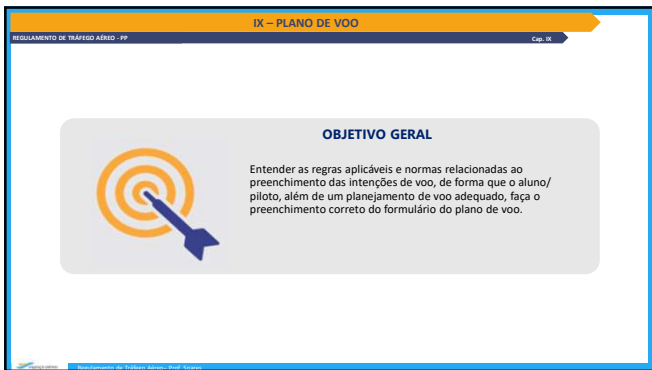 IX – PLANO DE VOO
REGULAMENTO DE TRÁFEGO AÉREO - PP
Cap. IX
OBJETIVO GERAL
Entender as regras aplicáveis e normas relacionadas ao
preenchimento das intenções de voo, de forma que o aluno/
piloto, além de um planejamento de voo adequado, faça o
preenchimento correto do formulário do plano de voo.
Regulamento de Tráfego Aéreo– Prof.